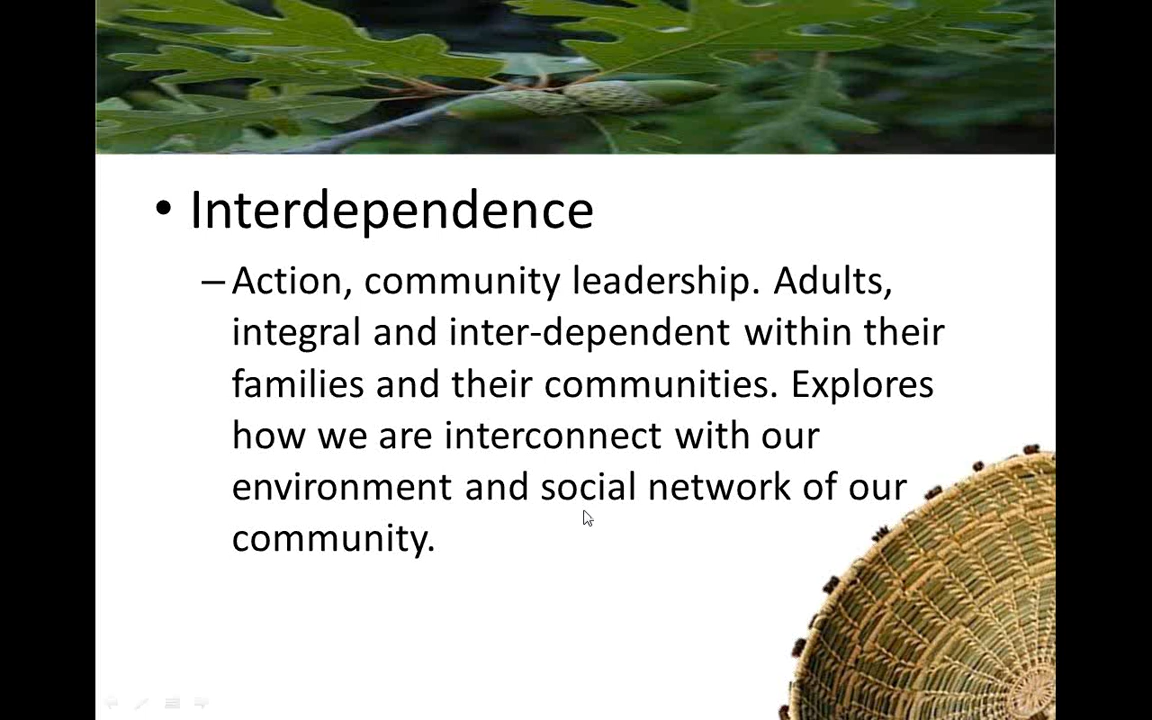 • Interdependence
– Action, community leadership. Adults,
integral and inter-dependent within their
families and their communities. Explores
how we are interconnect with our
environment and social network of our
community.